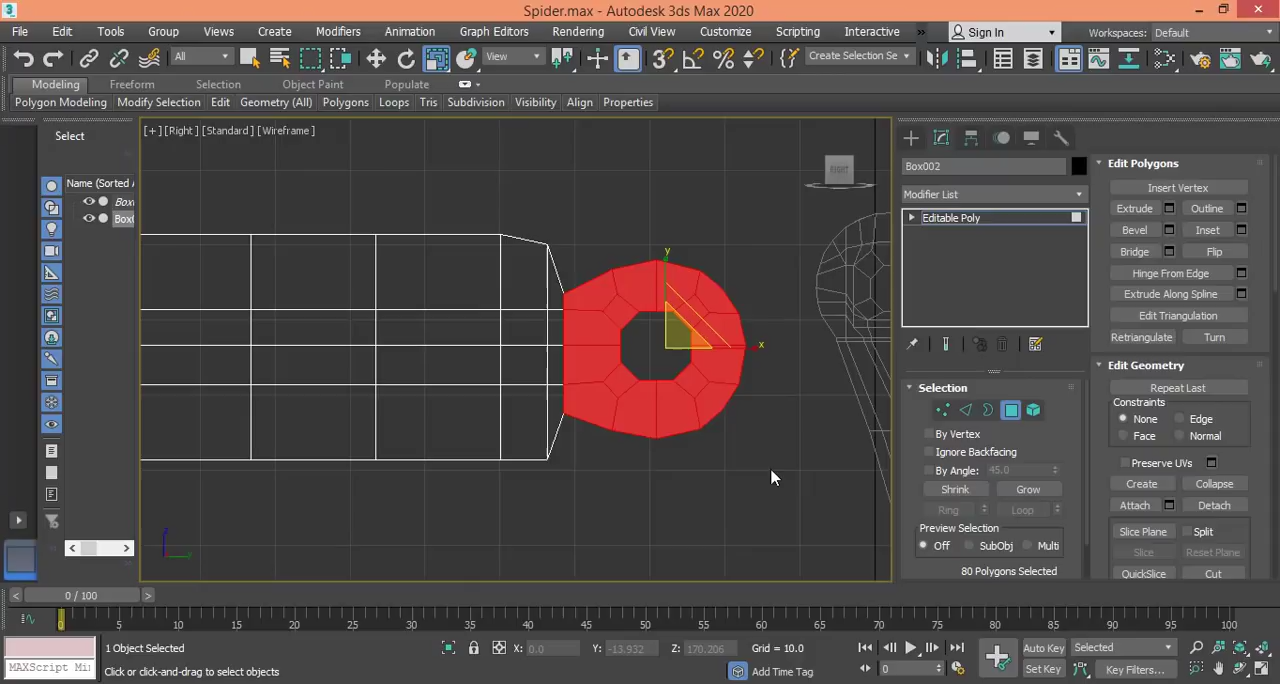 Spider.max - Autodesk 3ds Max 2020
File Edit Tools Group Views Create Modifiers Animation Graph Editors Rendering Civil View Customize Scripting Interactive » Sign In Workspaces: Default
All View Create Selection Se
Modeling Freeform Selection Object Paint Populate
Polygon Modeling Modify Selection Edit Geometry (All) Polygons Loops Tris Subdivision Visibility Align Properties
Select
Name (Sorted A
Box
[+] [Right] [Standard] [Wireframe]
RIGHT
y
x
z
Box002
Modifier List
Editable Poly
Selection
By Vertex
Ignore Backfacing
By Angle: 45.0
Shrink Grow
Ring Loop
Preview Selection
Off SubObj Multi
80 Polygons Selected
Edit Polygons
Insert Vertex
Extrude Outline
Bevel Inset
Bridge Flip
Hinge From Edge
Extrude Along Spline
Edit Triangulation
Retriangulate Turn
Edit Geometry
Repeat Last
Constraints
None Edge
Face Normal
Preserve UVs
Create Collapse
Attach Detach
Slice Plane Split
Slice Reset Plane
QuickSlice Cut
< 0 / 100 >
0 5 10 15 20 25 30 35 40 45 50 55 60 65 70 75 80 85 90 95 100
1 Object Selected X: 0.0 Y: -13.932 Z: 170.206 Grid = 10.0 Auto Key Selected
MAXScript Mi Click or click-and-drag to select objects Add Time Tag 0 Set Key Key Filters...